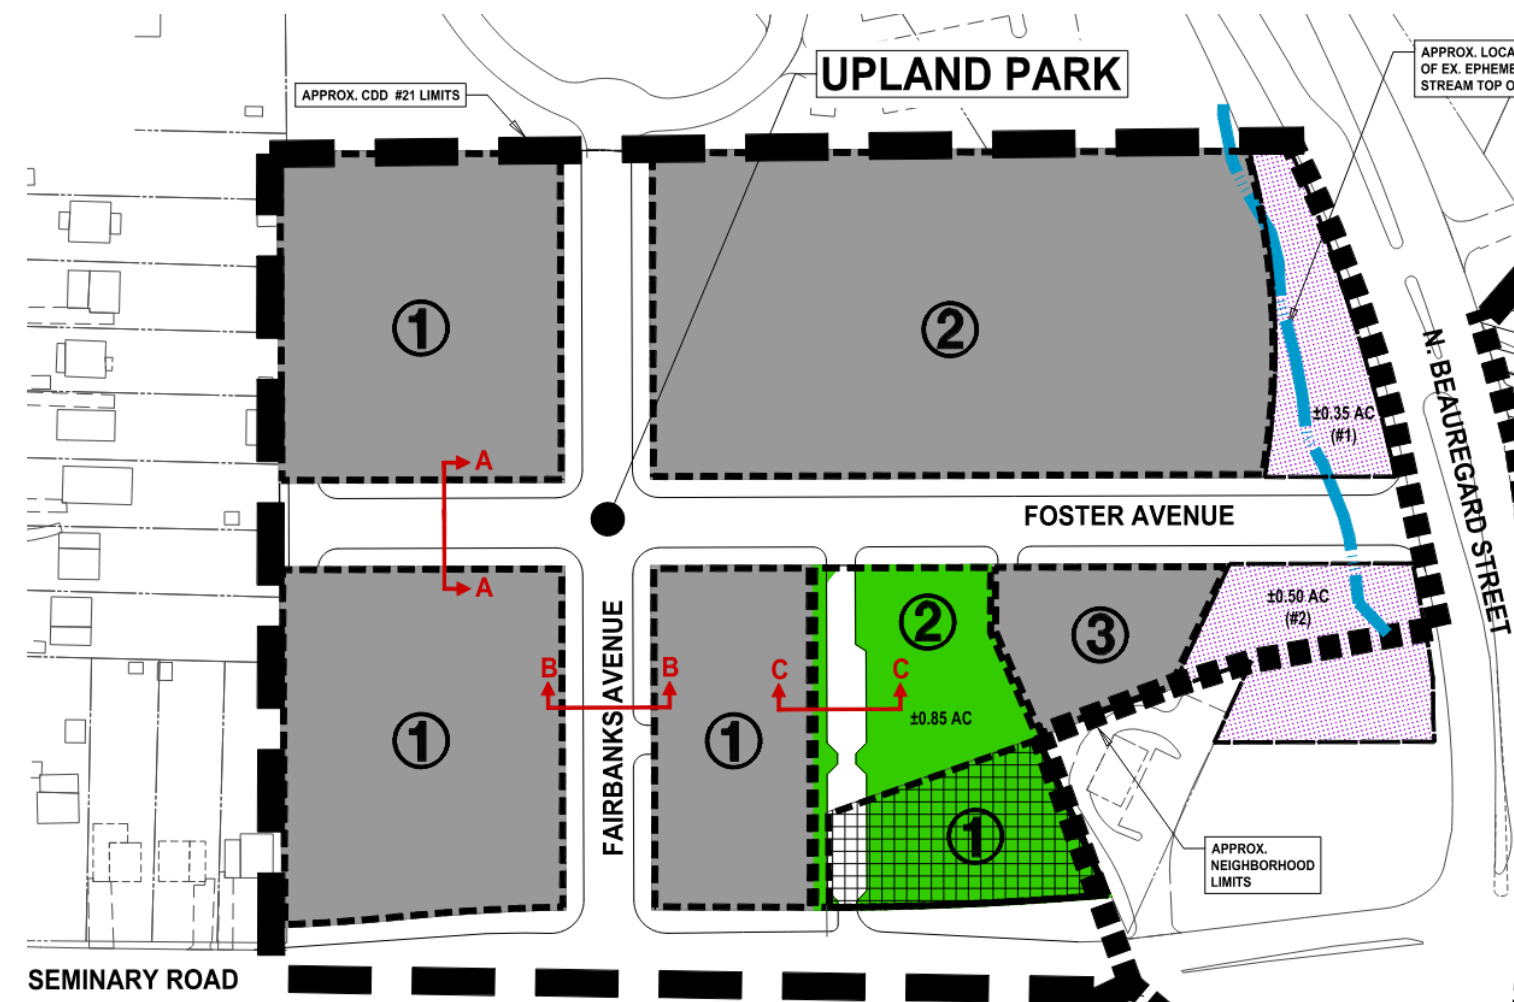 UPLAND PARK
APPROX. LOCA
OF EX. EPHEME
STREAM TOP O
APPROX. CDD #21 LIMITS
1
2
N. BEAUREGARD STREET
±0.35 AC
(#1)
A
FOSTER AVENUE
A
±0.50 AC
(#2)
2
3
FAIRBANKS AVENUE
B
B
C
C
±0.85 AC
1
1
1
APPROX.
NEIGHBORHOOD
LIMITS
SEMINARY ROAD